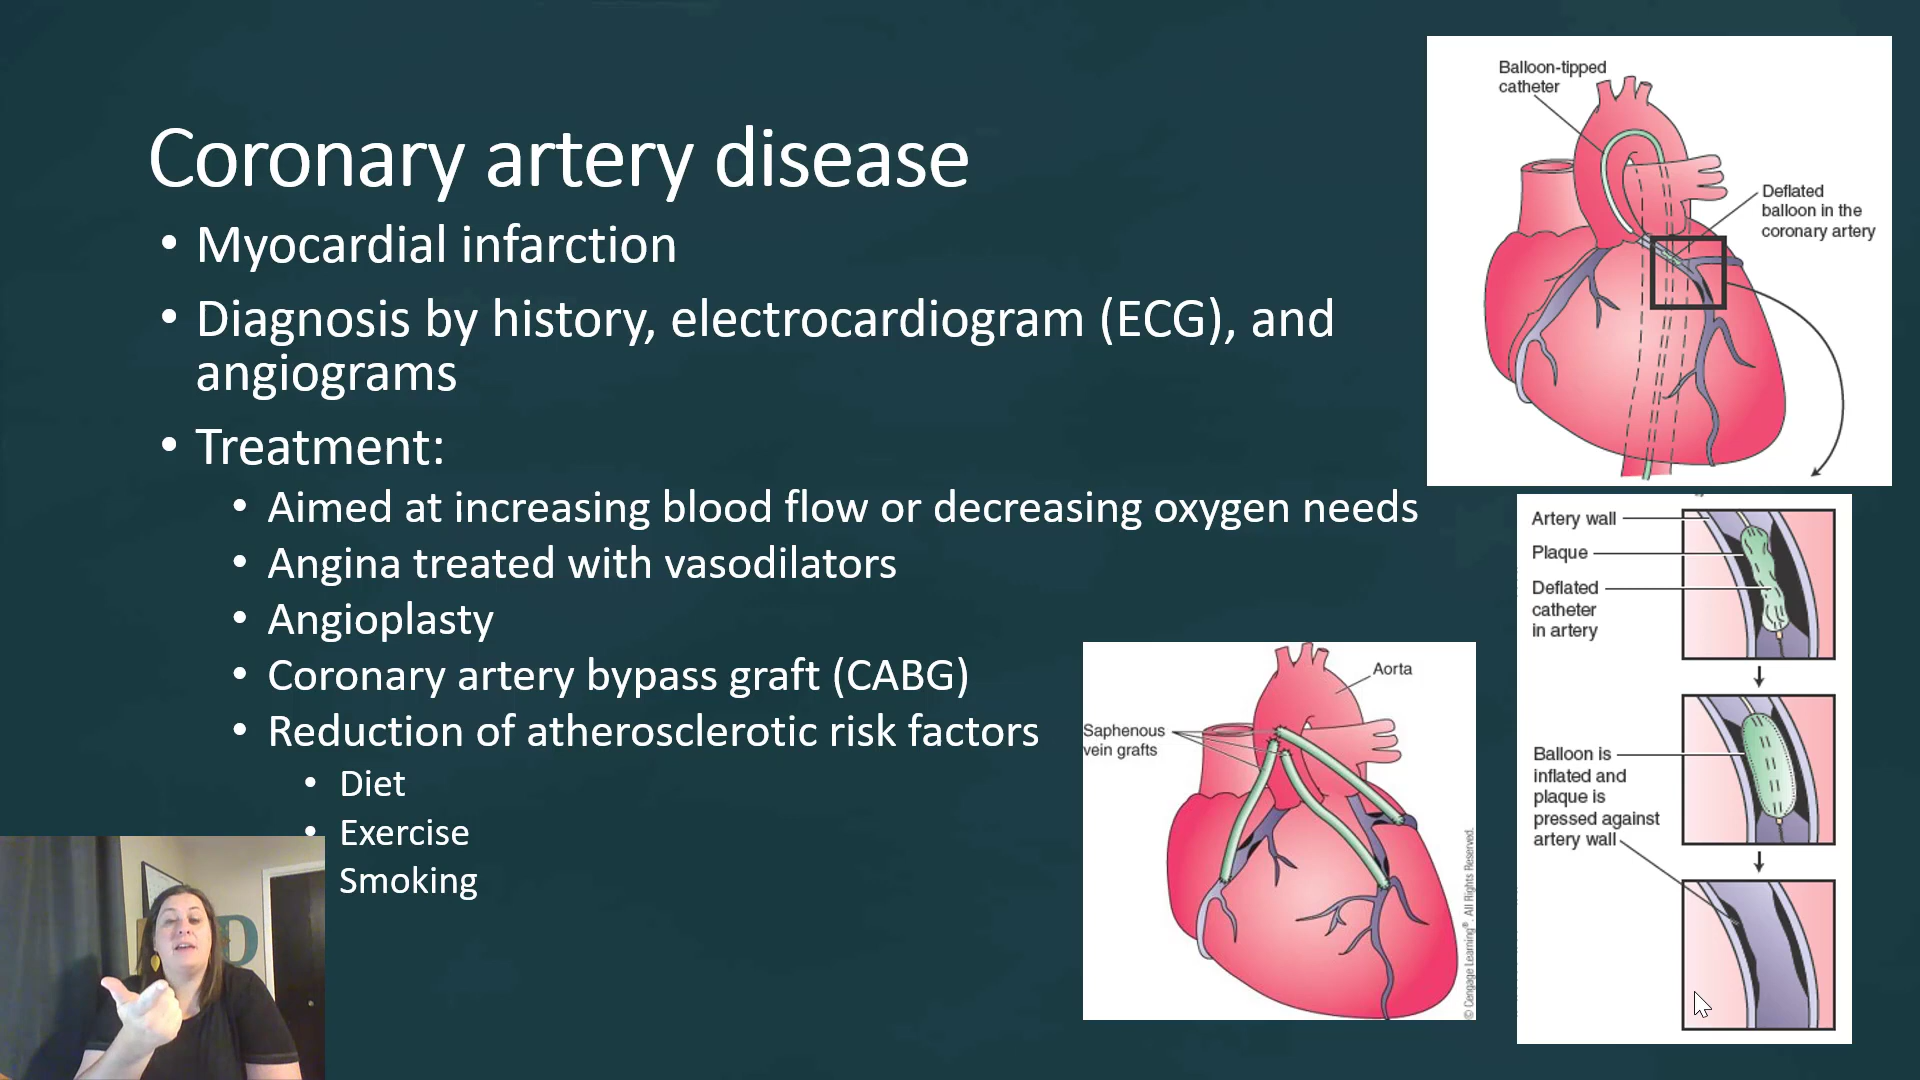 Coronary artery disease
• Myocardial infarction
• Diagnosis by history, electrocardiogram (ECG), and
angiograms
• Treatment:
• Aimed at increasing blood flow or decreasing oxygen needs
• Angina treated with vasodilators
• Angioplasty
• Coronary artery bypass graft (CABG)
• Reduction of atherosclerotic risk factors
• Diet
• Exercise
Smoking
Balloon-tipped
catheter
Deflated
balloon in the
coronary artery
Aorta
Saphenous
vein grafts
© Cengage Learning®. All Rights Reserved.
Artery wall
Plaque
Deflated
catheter
in artery
Balloon is
inflated and
plaque is
pressed against
artery wall
D